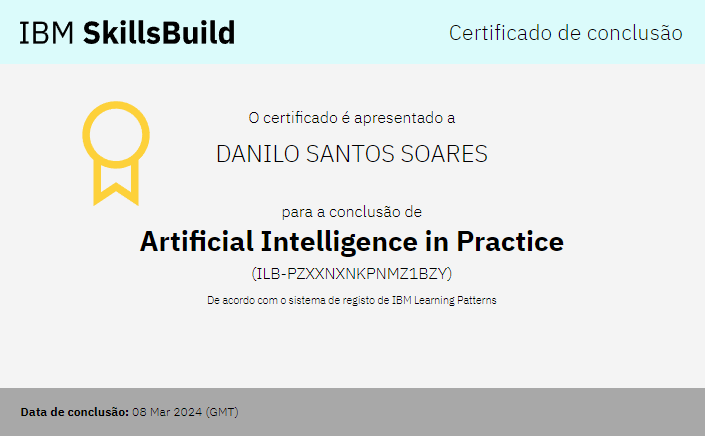 IBM SkillsBuild
Certificado de conclusão
O certificado é apresentado a
DANILO SANTOS SOARES
para a conclusão de
Artificial Intelligence in Practice
(ILB-PZXXNXNKPNMZ1BZY)
De acordo com o sistema de registo de IBM Learning Patterns
Data de conclusão: 08 Mar 2024 (GMT)